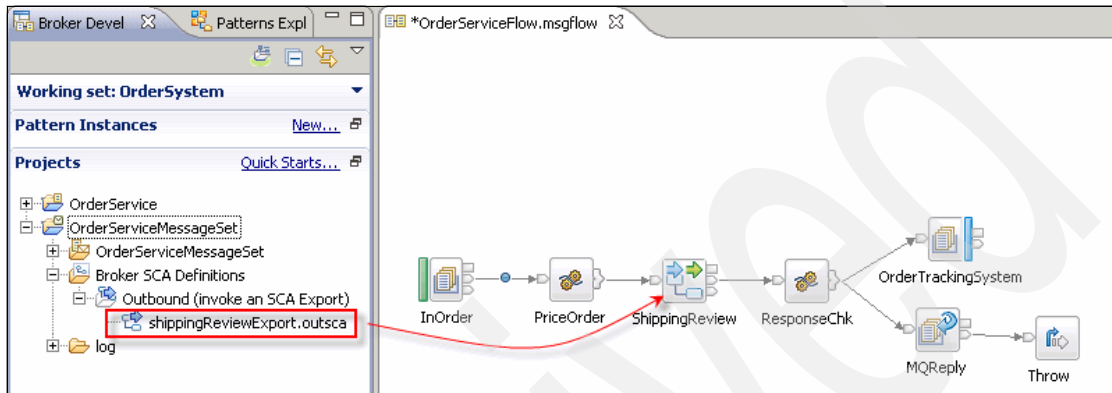 Broker Devel
Patterns Expl
*OrderServiceFlow.msgflow
Working set: OrderSystem
Pattern Instances
New...
Projects
Quick Starts...
OrderService
OrderServiceMessageSet
OrderServiceMessageSet
Broker SCA Definitions
Outbound (invoke an SCA Export)
shippingReviewExport.outsca
log
InOrder
PriceOrder
ShippingReview
ResponseChk
OrderTrackingSystem
MQReply
Throw